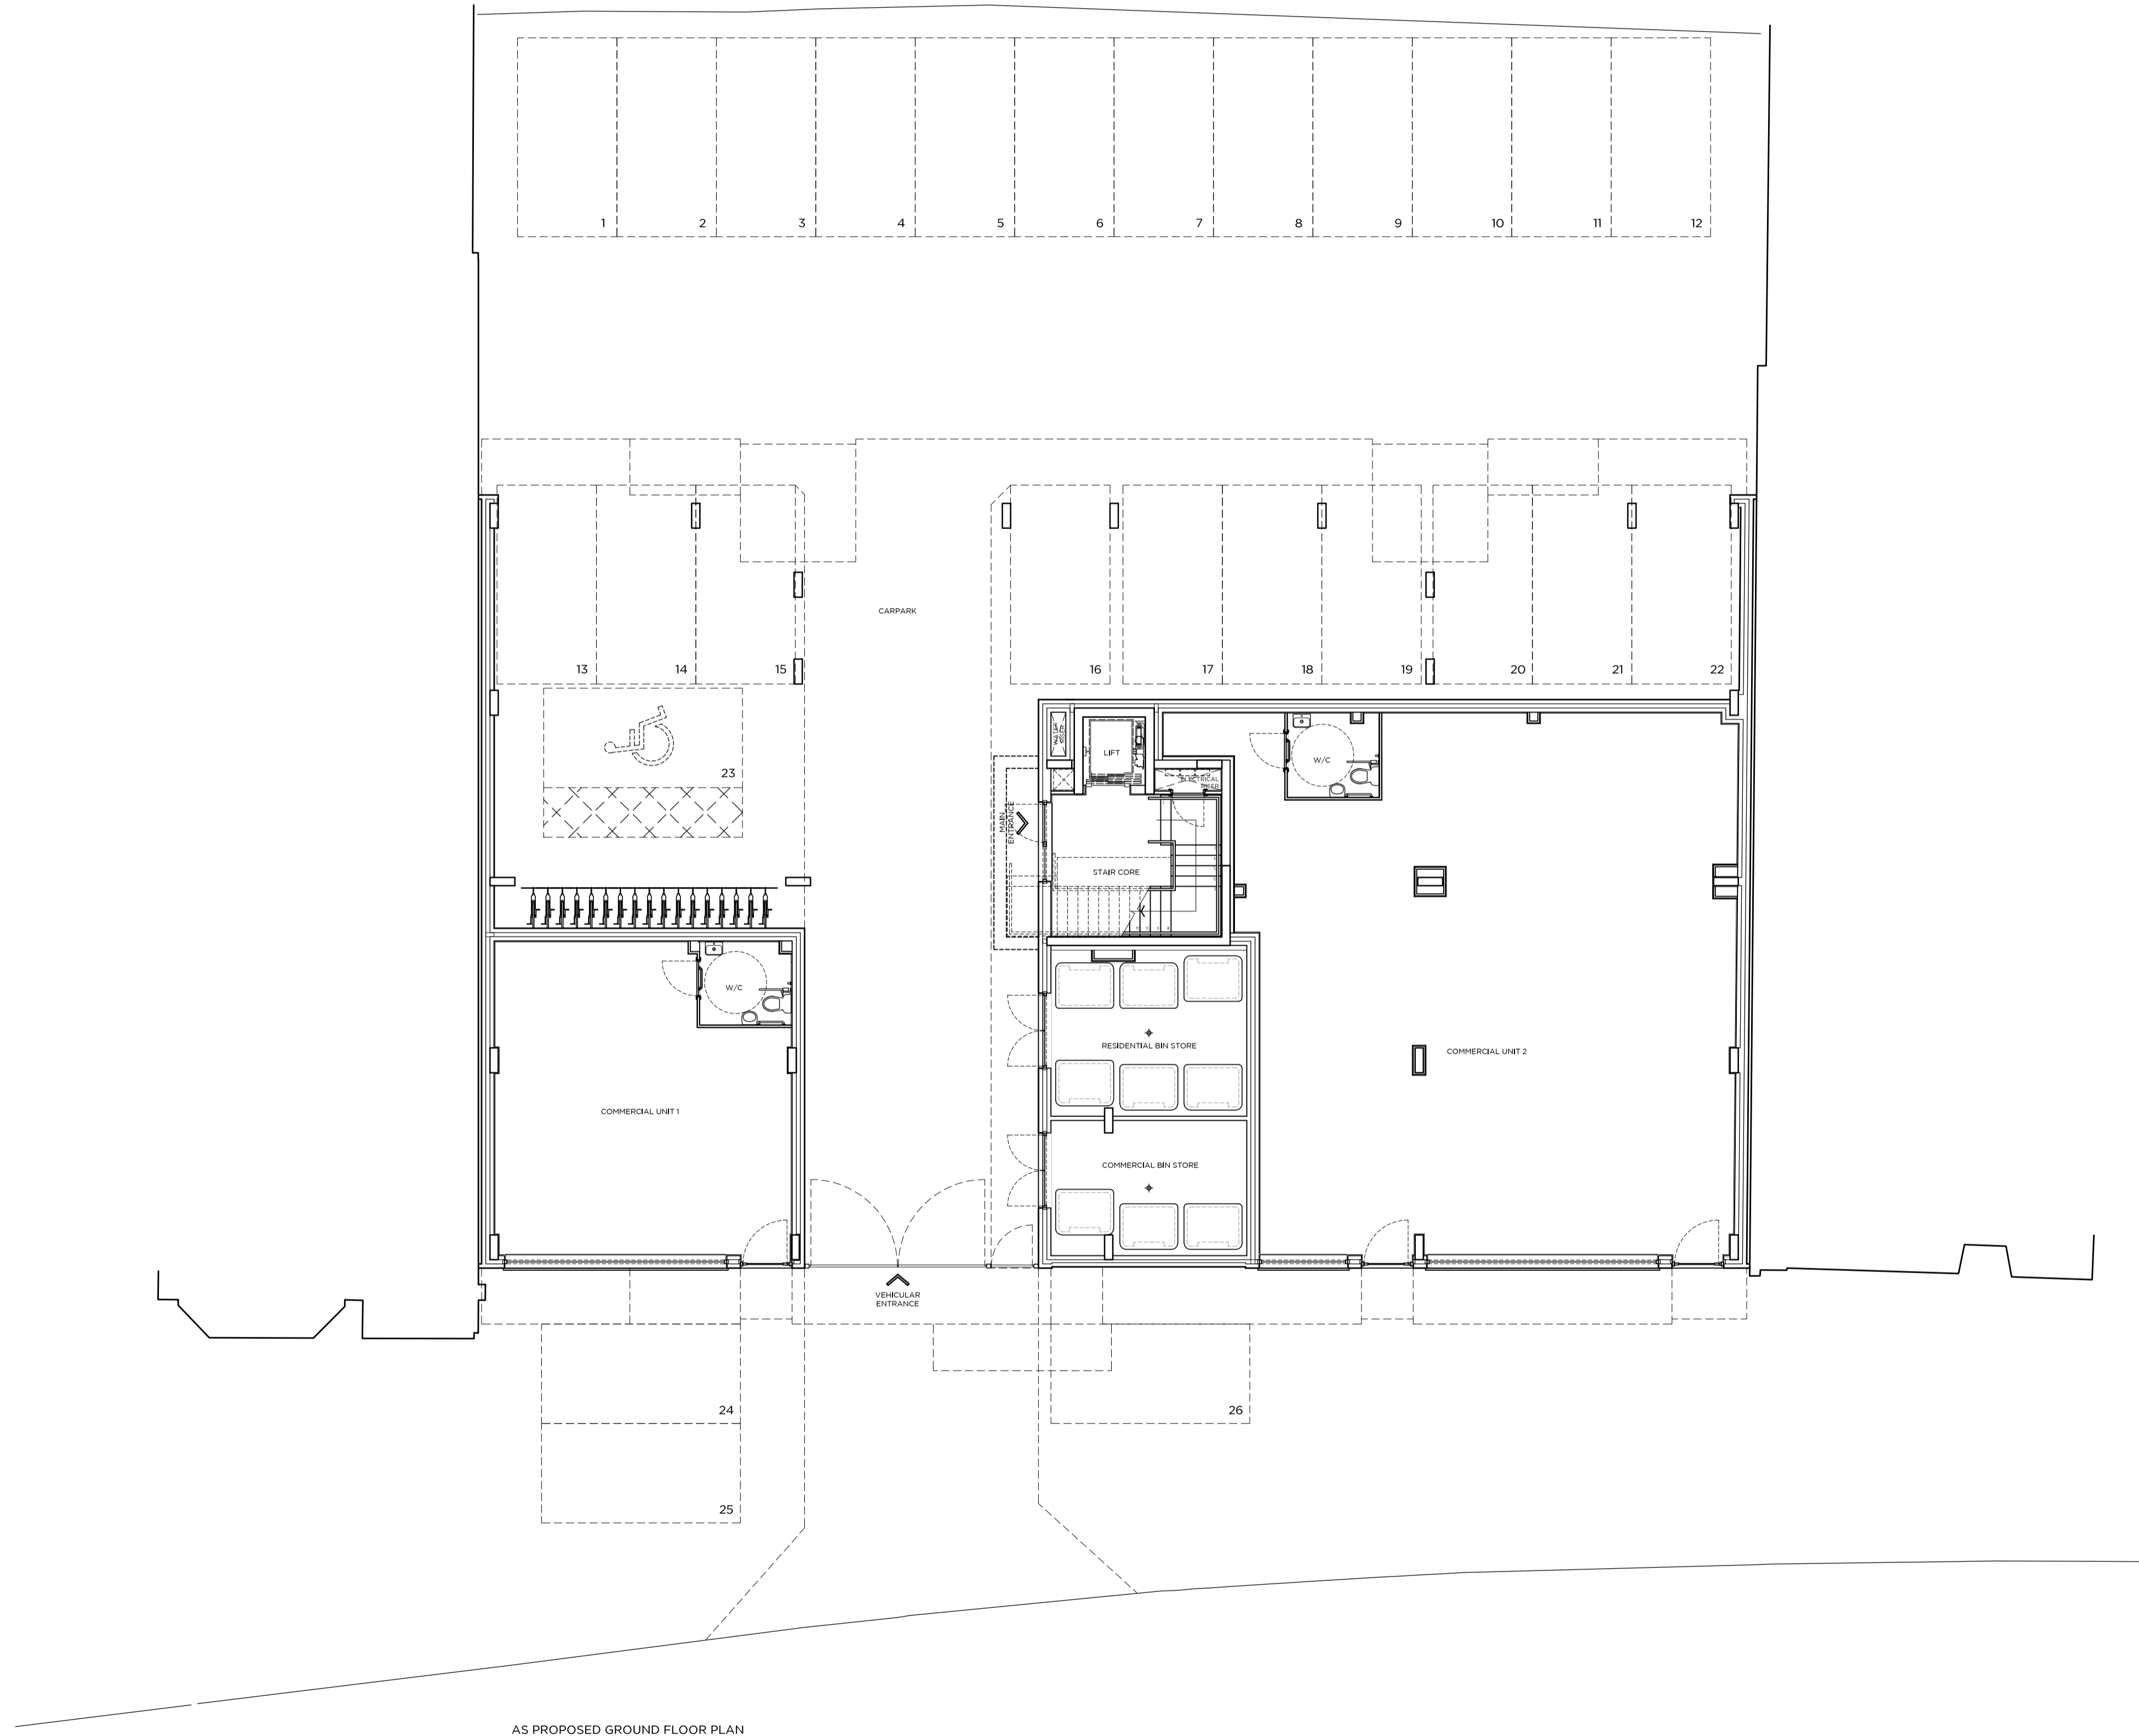 1 2 3 4 5 6 7 8 9 10 11 12
CARPARK
13 14 15 16 17 18 19 20 21 22
WATER
RISER
LIFT
W/C
23
ELECTRICAL
RISER
MAIN
ENTRANCE
STAIR CORE
W/C
RESIDENTIAL BIN STORE
COMMERCIAL UNIT 2
COMMERCIAL UNIT 1
COMMERCIAL BIN STORE
VEHICULAR
ENTRANCE
24
26
25
AS PROPOSED GROUND FLOOR PLAN